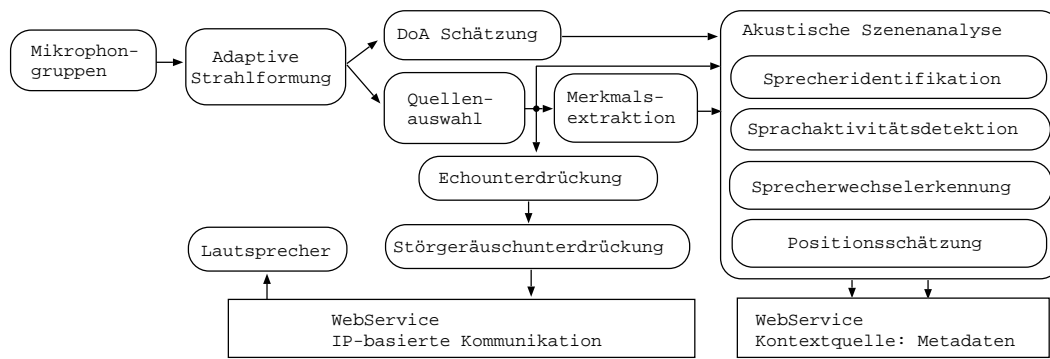 Mikrophon-
gruppen
Adaptive
Strahlformung
DoA Schätzung
Quellen-
auswahl
Merkmals-
extraktion
Echounterdrückung
Störgeräuschunterdrückung
Lautsprecher
WebService
IP-basierte Kommunikation
Akustische Szenenanalyse
Sprecheridentifikation
Sprachaktivitätsdetektion
Sprecherwechselerkennung
Positionsschätzung
WebService
Kontextquelle: Metadaten